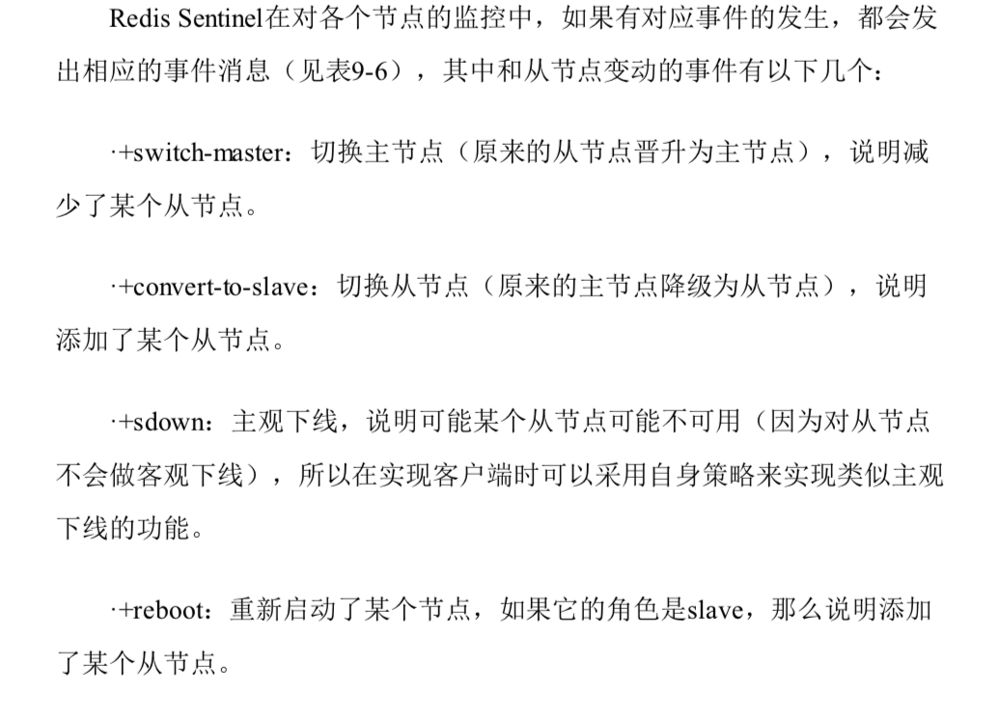 Redis Sentinel在对各个节点的监控中，如果有对应事件的发生，都会发
出相应的事件消息（见表9-6），其中和从节点变动的事件有以下几个：
·+switch-master：切换主节点（原来的从节点晋升为主节点），说明减
少了某个从节点。
·+convert-to-slave：切换从节点（原来的主节点降级为从节点），说明
添加了某个从节点。
·+sdown：主观下线，说明可能某个从节点可能不可用（因为对从节点
不会做客观下线），所以在实现客户端时可以采用自身策略来实现类似主观
下线的功能。
·+reboot：重新启动了某个节点，如果它的角色是slave，那么说明添加
了某个从节点。